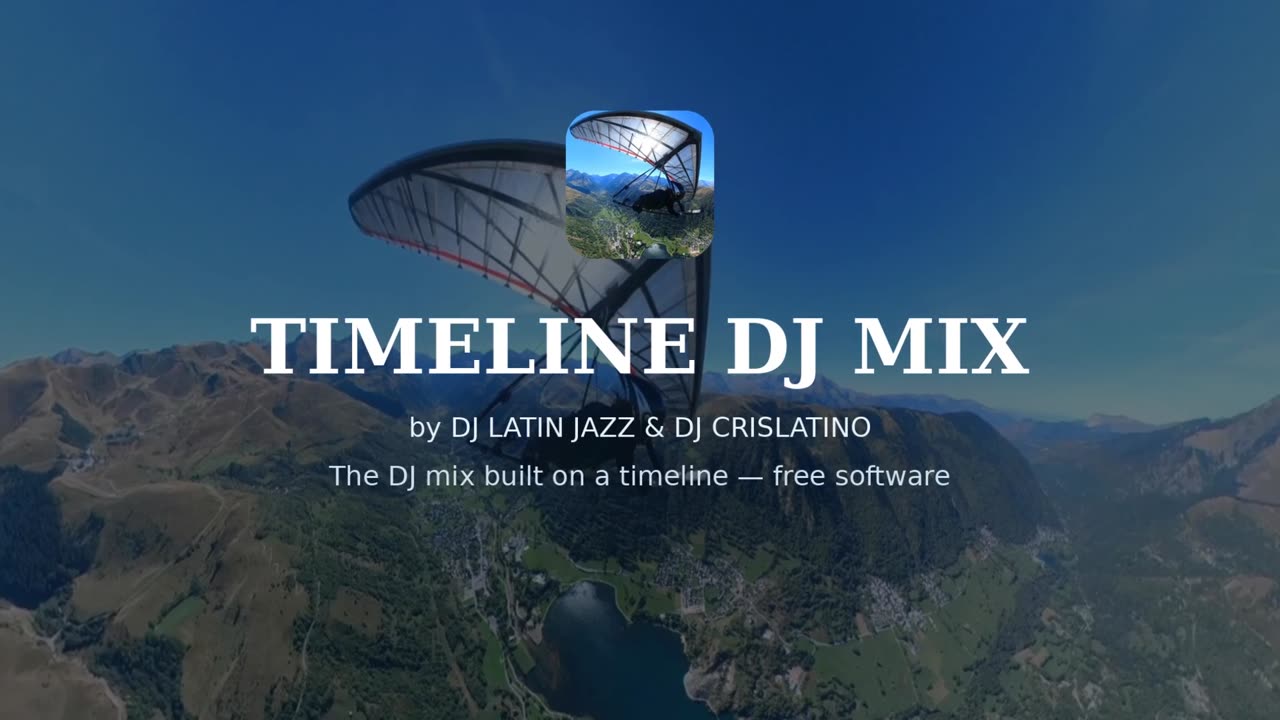 TIMELINE DJ MIX
by DJ LATIN JAZZ & DJ CRISLATINO
The DJ mix built on a timeline — free software